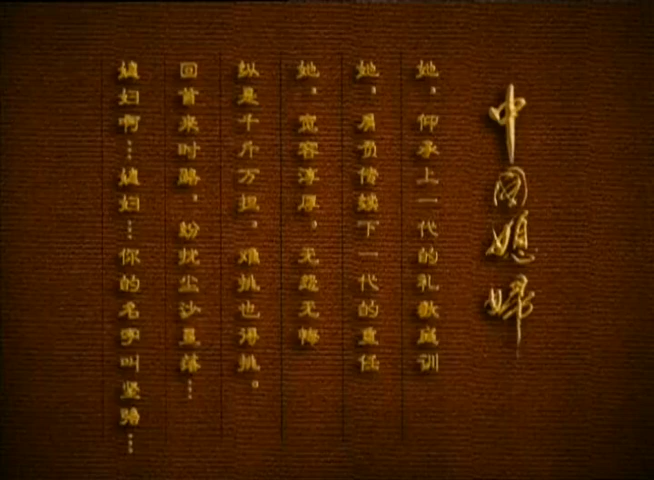 中国媳婦
她，仰承上一代的礼教庭训
她，肩负传续下一代的重任
她，宽容淳厚，无怨无悔
纵是千斤万担，难挑也得挑。
回首来时路，纷扰尘沙落…
媳妇啊…媳妇…你的名字叫坚…